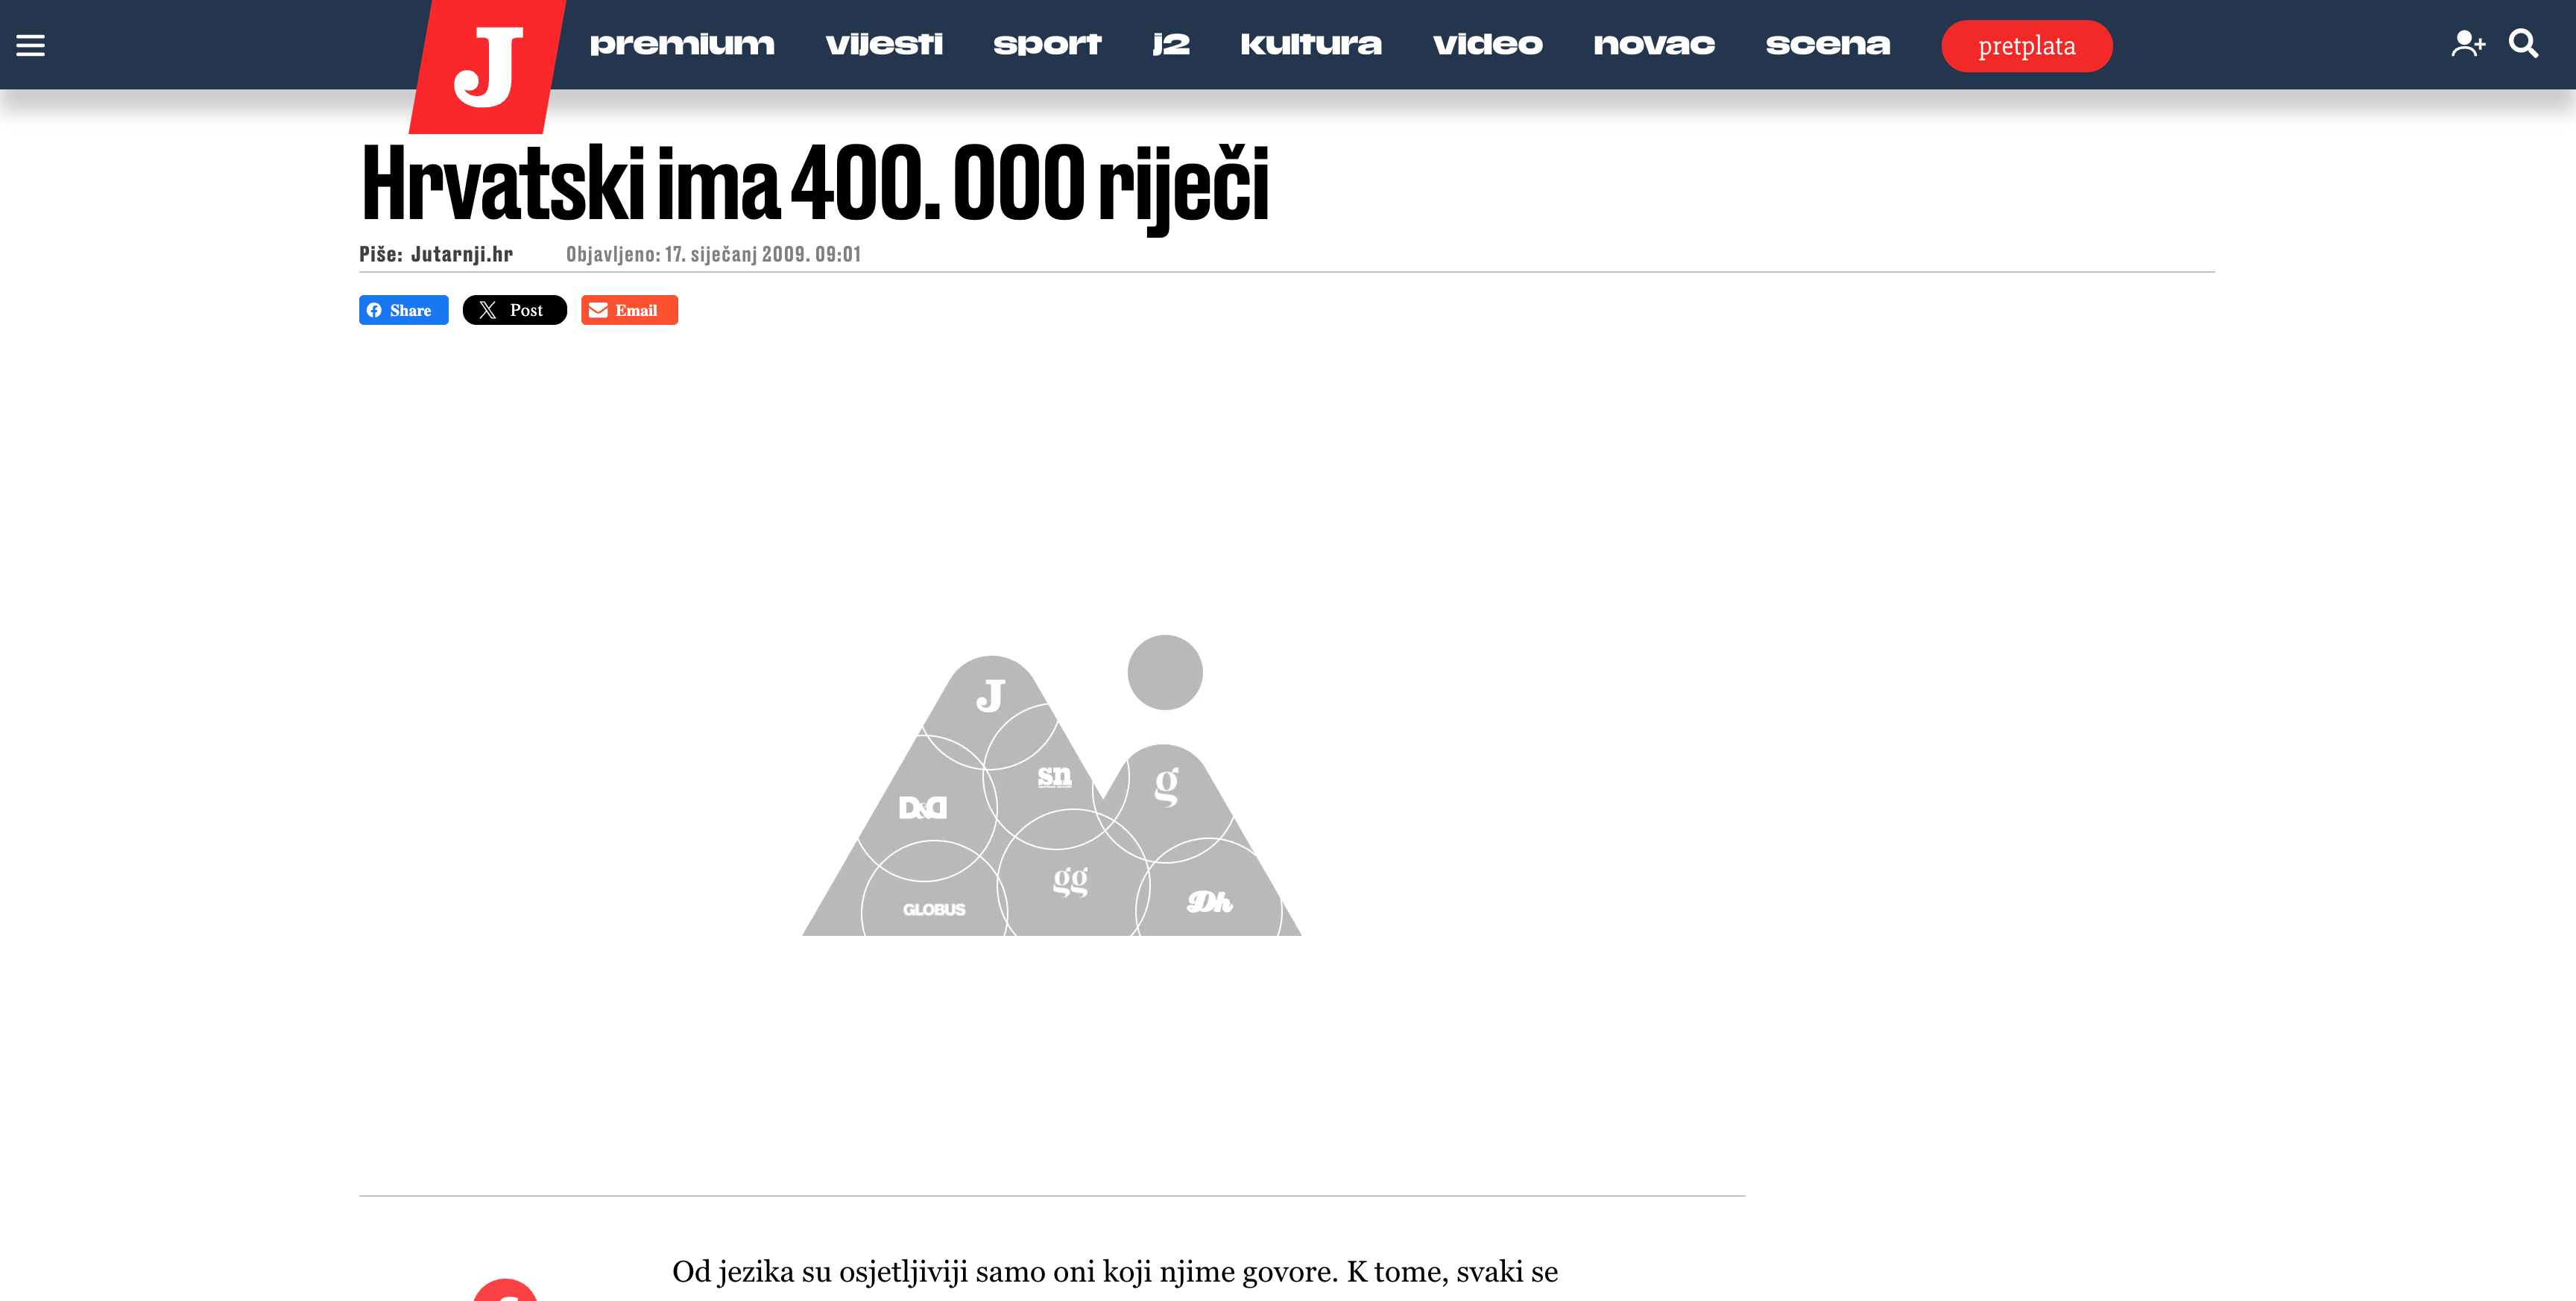 J
premium vijesti sport j2 kultura video novac scena pretplata
Hrvatski ima 400. 000 riječi
Piše: Jutarnji.hr Objavljeno: 17. siječanj 2009. 09:01
Share Post Email
J
sn
g
D&D
gg
Dh
GLOBUS
Od jezika su osjetljiviji samo oni koji njime govore. K tome, svaki se